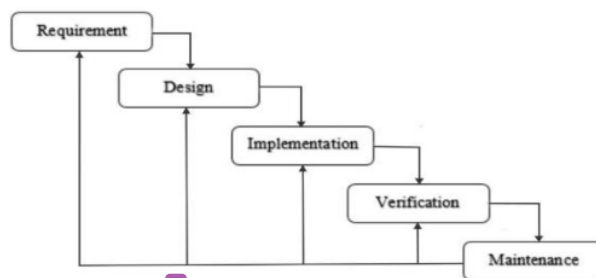 Requirement
Design
Implementation
Verification
Maintenance